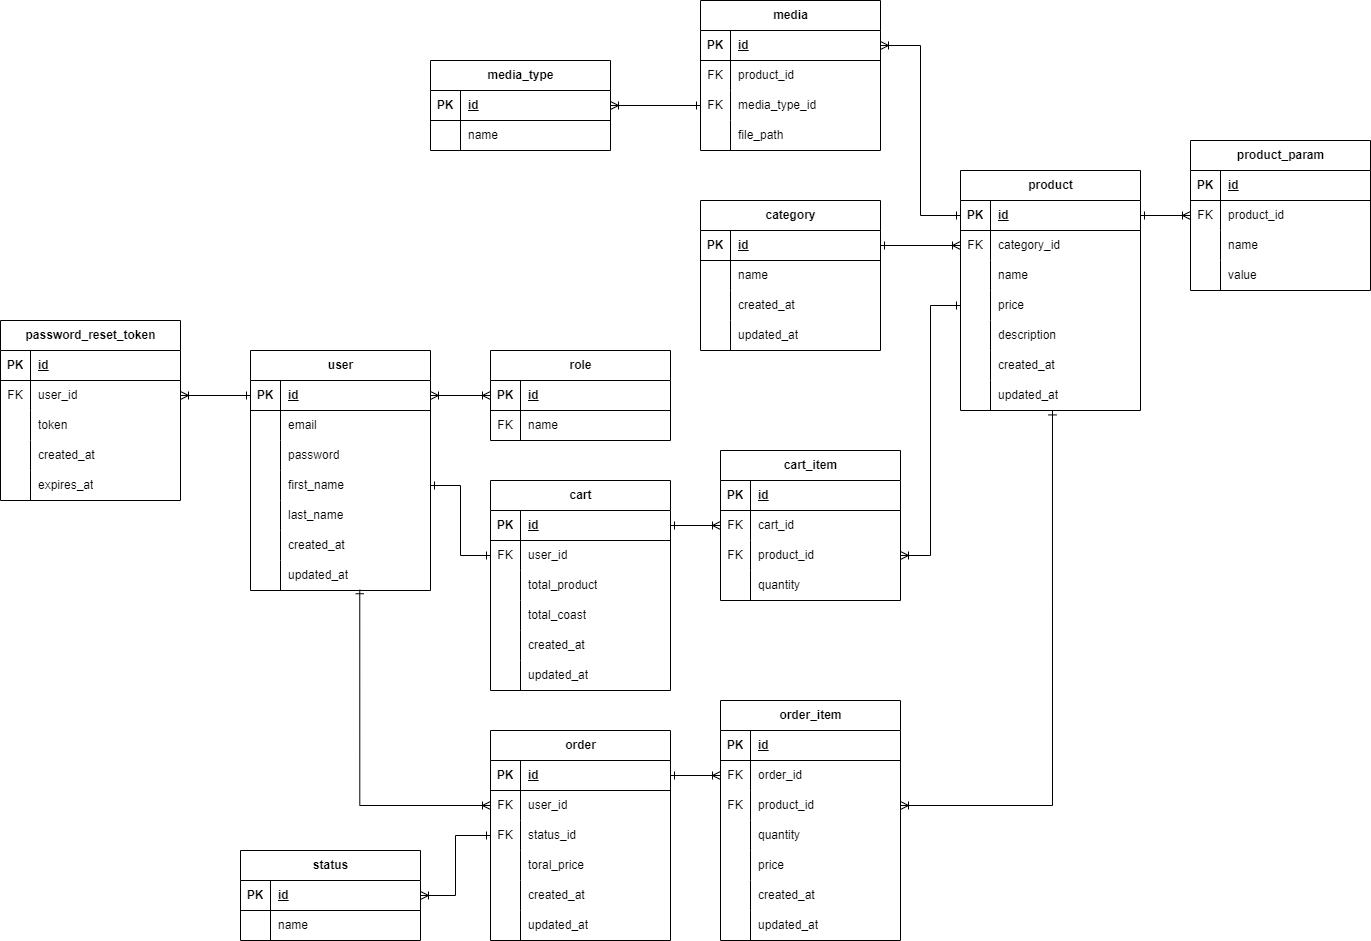 media
PK id
FK product_id
FK media_type_id
file_path
media_type
PK id
name
product_param
PK id
FK product_id
name
value
product
PK id
FK category_id
name
price
description
created_at
updated_at
category
PK id
name
created_at
updated_at
password_reset_token
PK id
FK user_id
token
created_at
expires_at
user
PK id
email
password
first_name
last_name
created_at
updated_at
role
PK id
FK name
cart
PK id
FK user_id
total_product
total_coast
created_at
updated_at
cart_item
PK id
FK cart_id
FK product_id
quantity
order
PK id
FK user_id
FK status_id
toral_price
created_at
updated_at
order_item
PK id
FK order_id
FK product_id
quantity
price
created_at
updated_at
status
PK id
name